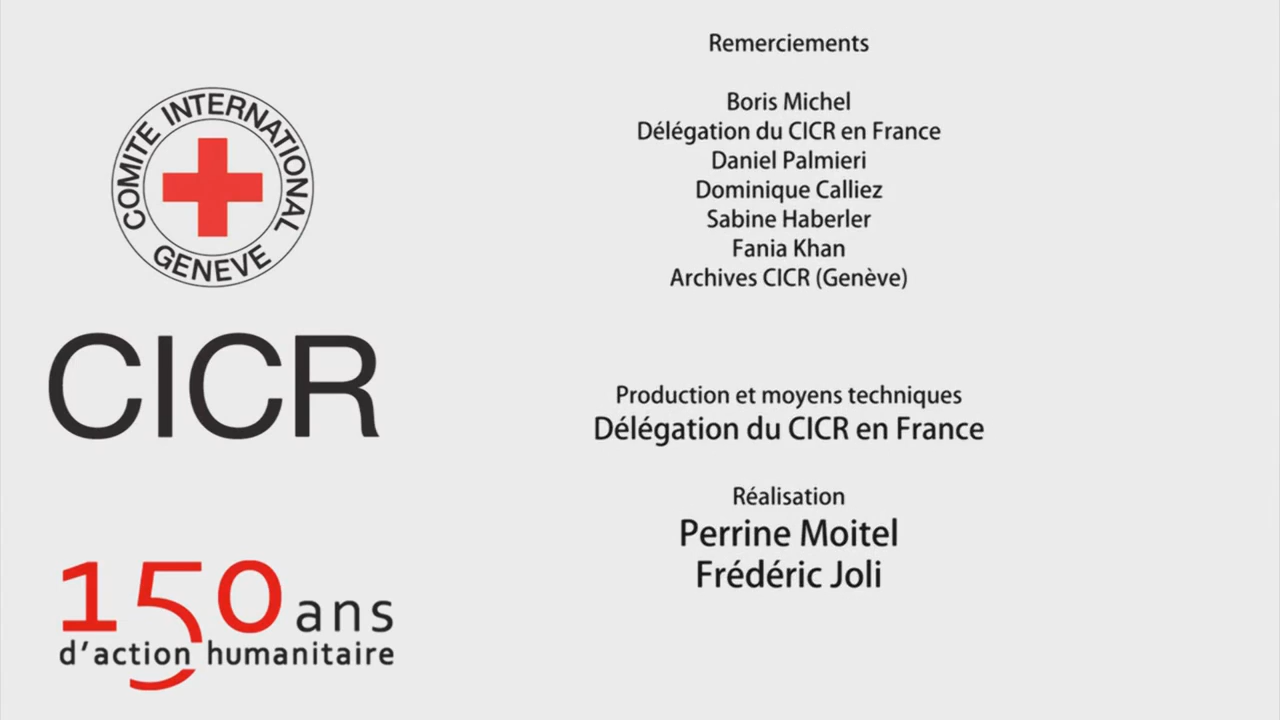 COMITE INTERNATIONAL
GENEVE
CICR
150 ans
d'action humanitaire
Remerciements
Boris Michel
Délégation du CICR en France
Daniel Palmieri
Dominique Calliez
Sabine Haberler
Fania Khan
Archives CICR (Genève)
Production et moyens techniques
Délégation du CICR en France
Réalisation
Perrine Moitel
Frédéric Joli